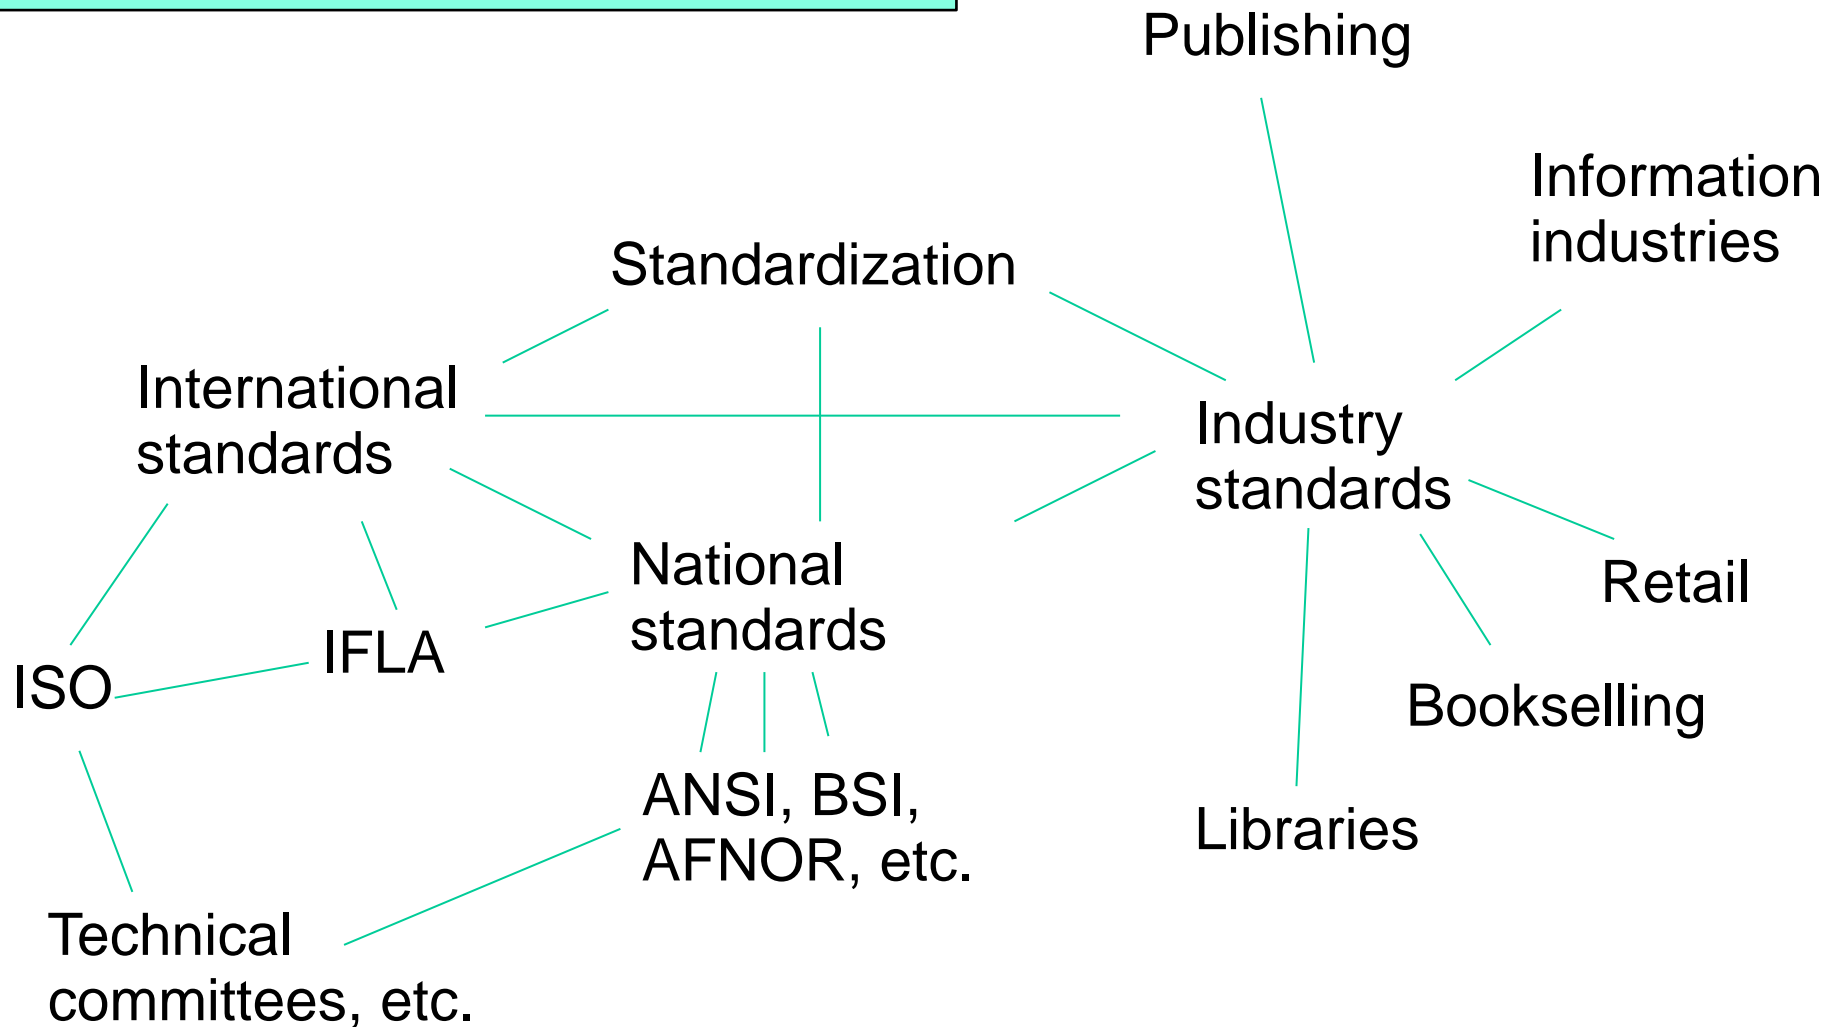 Publishing
Information
industries
Standardization
International
standards
Industry
standards
National
standards
Retail
IFLA
ISO
Bookselling
ANSI, BSI,
AFNOR, etc.
Libraries
Technical
committees, etc.